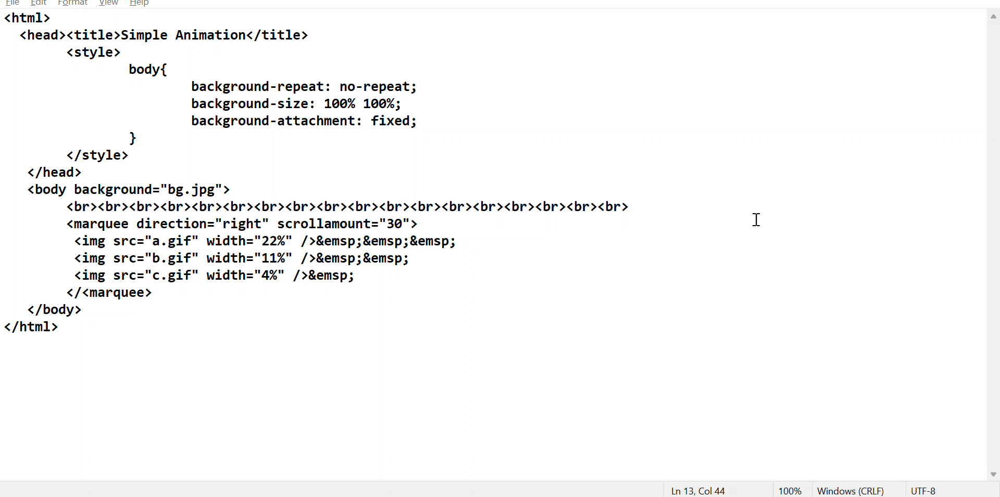 File Edit Format View Help
<html>
<head><title>Simple Animation</title>
<style>
body{
background-repeat: no-repeat;
background-size: 100% 100%;
background-attachment: fixed;
}
</style>
</head>
<body background="bg.jpg">
<br><br><br><br><br><br><br><br><br><br><br><br><br><br><br><br><br><br>
<marquee direction="right" scrollamount="30">
<img src="a.gif" width="22%" />&emsp;&emsp;&emsp;
<img src="b.gif" width="11%" />&emsp;&emsp;
<img src="c.gif" width="4%" />&emsp;
</<marquee>
</body>
</html>
Ln 13, Col 44 100% Windows (CRLF) UTF-8